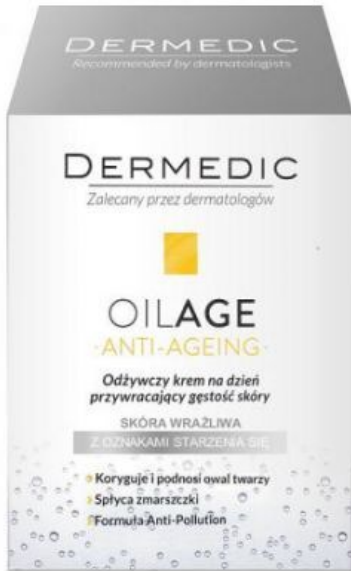 DERMEDIC
Recommended by dermatologists
DERMEDIC
Zalecany przez dermatologów
OILAGE
·ANTI-AGEING·
Odżywczy krem na dzień
przywracający gęstość skóry
SKÓRA WRAŻLIWA
Z OZNAKAMI STARZENIA SIĘ
Koryguje i podnosi owal twarzy
Spłyca zmarszczki
Formuła Anti-Pollution